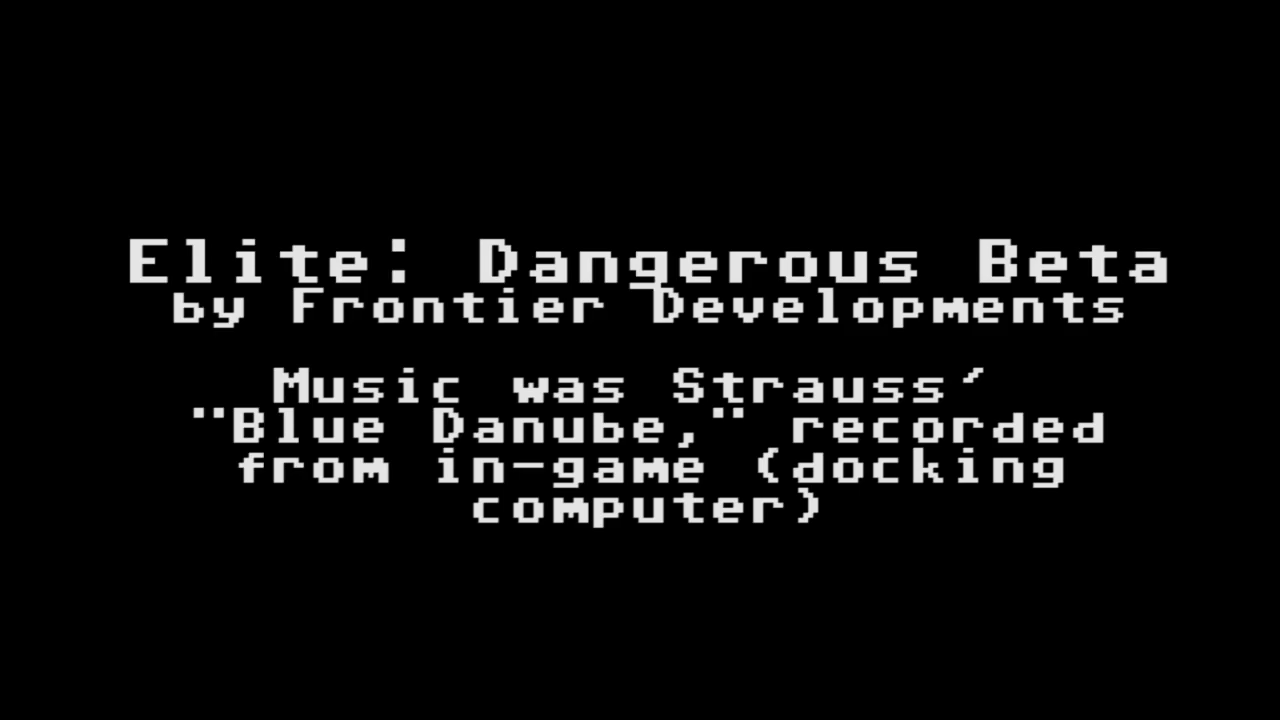 Elite: Dangerous Beta
by Frontier Developments
Music was Strauss'
"Blue Danube," recorded
from in-game (docking
computer)